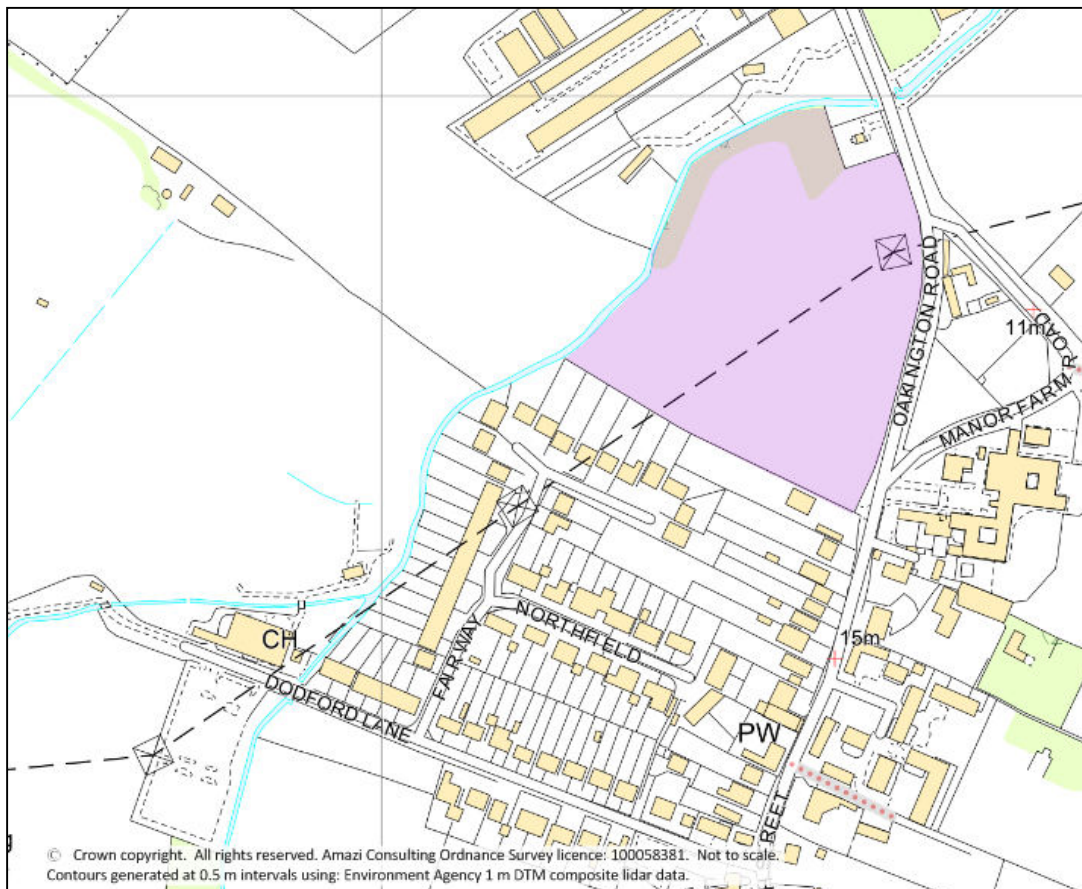 OAKINGTON ROAD
11m
ROAD
MANOR FARM
NORTHFIELD
15m
CH
FAIRWAY
DODFORD LANE
PW
REET
g
© Crown copyright. All rights reserved. Amazi Consulting Ordnance Survey licence: 100058381. Not to scale.
Contours generated at 0.5 m intervals using: Environment Agency 1 m DTM composite lidar data.